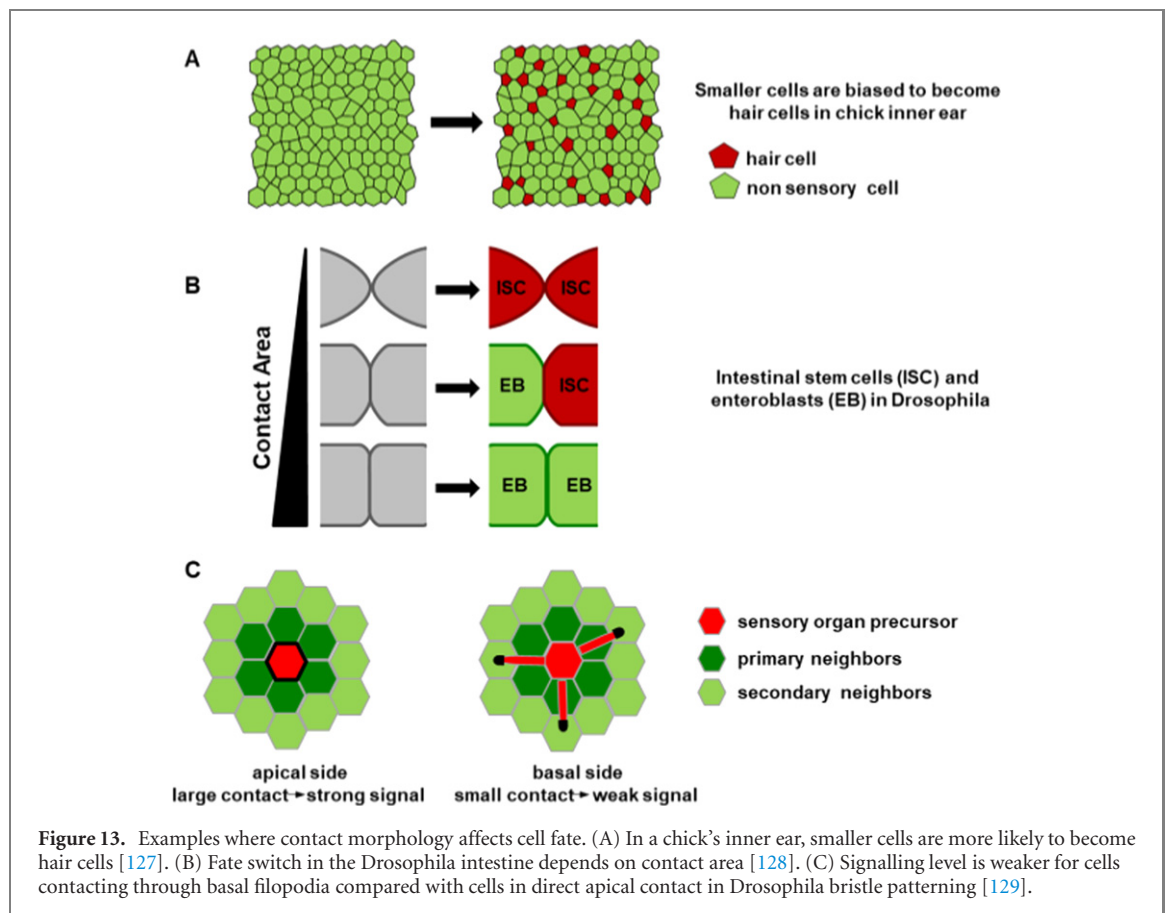 A
Smaller cells are biased to become
hair cells in chick inner ear
hair cell
non sensory cell
B
Contact Area
ISC ISC
EB ISC
EB EB
Intestinal stem cells (ISC) and
enteroblasts (EB) in Drosophila
C
sensory organ precursor
primary neighbors
secondary neighbors
apical side
large contact→strong signal
basal side
small contact→weak signal
Figure 13. Examples where contact morphology affects cell fate. (A) In a chick's inner ear, smaller cells are more likely to become
hair cells [127]. (B) Fate switch in the Drosophila intestine depends on contact area [128]. (C) Signalling level is weaker for cells
contacting through basal filopodia compared with cells in direct apical contact in Drosophila bristle patterning [129].